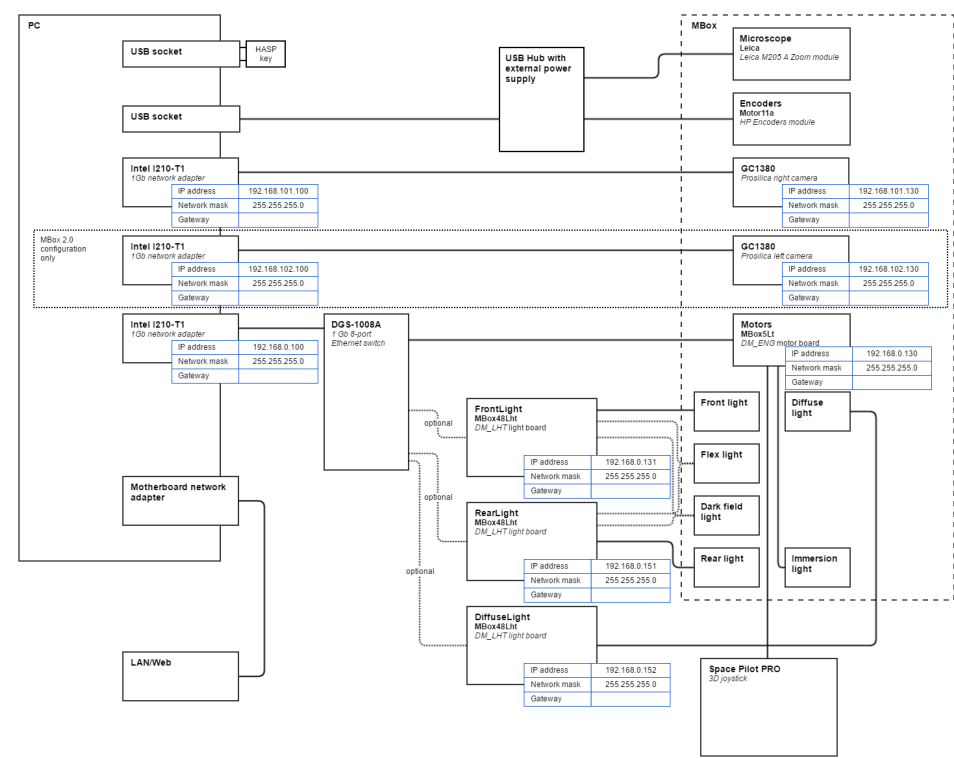 PC
MBox
USB socket
HASP
key
USB Hub with
external power
supply
Microscope
Leica
Leica M205 A Zoom module
USB socket
Encoders
Motor11a
HP Encoders module
Intel I210-T1
1Gb network adapter
IP address 192.168.101.100
Network mask 255.255.255.0
Gateway
GC1380
Prosilica right camera
IP address 192.168.101.130
Network mask 255.255.255.0
Gateway
MBox 2.0
configuration
only
Intel I210-T1
1Gb network adapter
IP address 192.168.102.100
Network mask 255.255.255.0
Gateway
GC1380
Prosilica left camera
IP address 192.168.102.130
Network mask 255.255.255.0
Gateway
Intel I210-T1
1Gb network adapter
IP address 192.168.0.100
Network mask 255.255.255.0
Gateway
DGS-1008A
1 Gb 8-port
Ethernet switch
Motors
MBox5Lt
DM_ENG motor board
IP address 192.168.0.130
Network mask 255.255.255.0
Gateway
optional
FrontLight
MBox48Lht
DM_LHT light board
IP address 192.168.0.131
Network mask 255.255.255.0
Gateway
Front light
Diffuse
light
Flex light
Motherboard network
adapter
optional
RearLight
MBox48Lht
DM_LHT light board
IP address 192.168.0.151
Network mask 255.255.255.0
Gateway
Dark field
light
Rear light
Immersion
light
optional
DiffuseLight
MBox48Lht
DM_LHT light board
IP address 192.168.0.152
Network mask 255.255.255.0
Gateway
LAN/Web
Space Pilot PRO
3D joystick